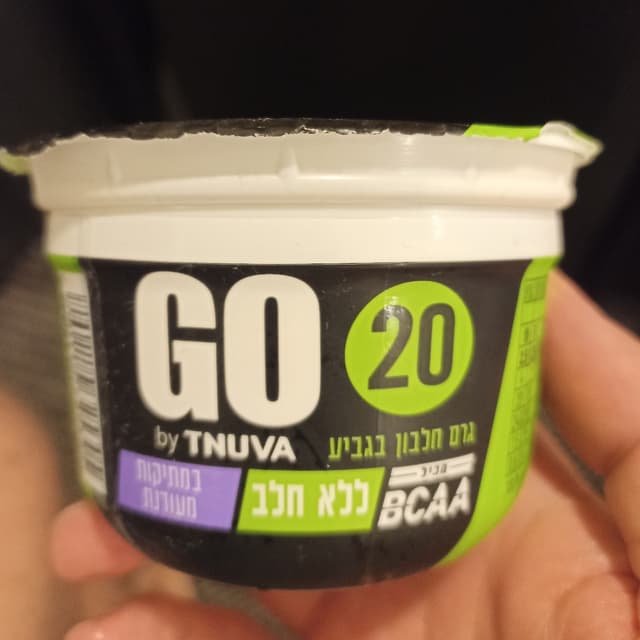 GO
20
by TNUVA
גרם חלבון בגביע
במתיקות
מעודנת
ללא חלב
מכיל
BCAA